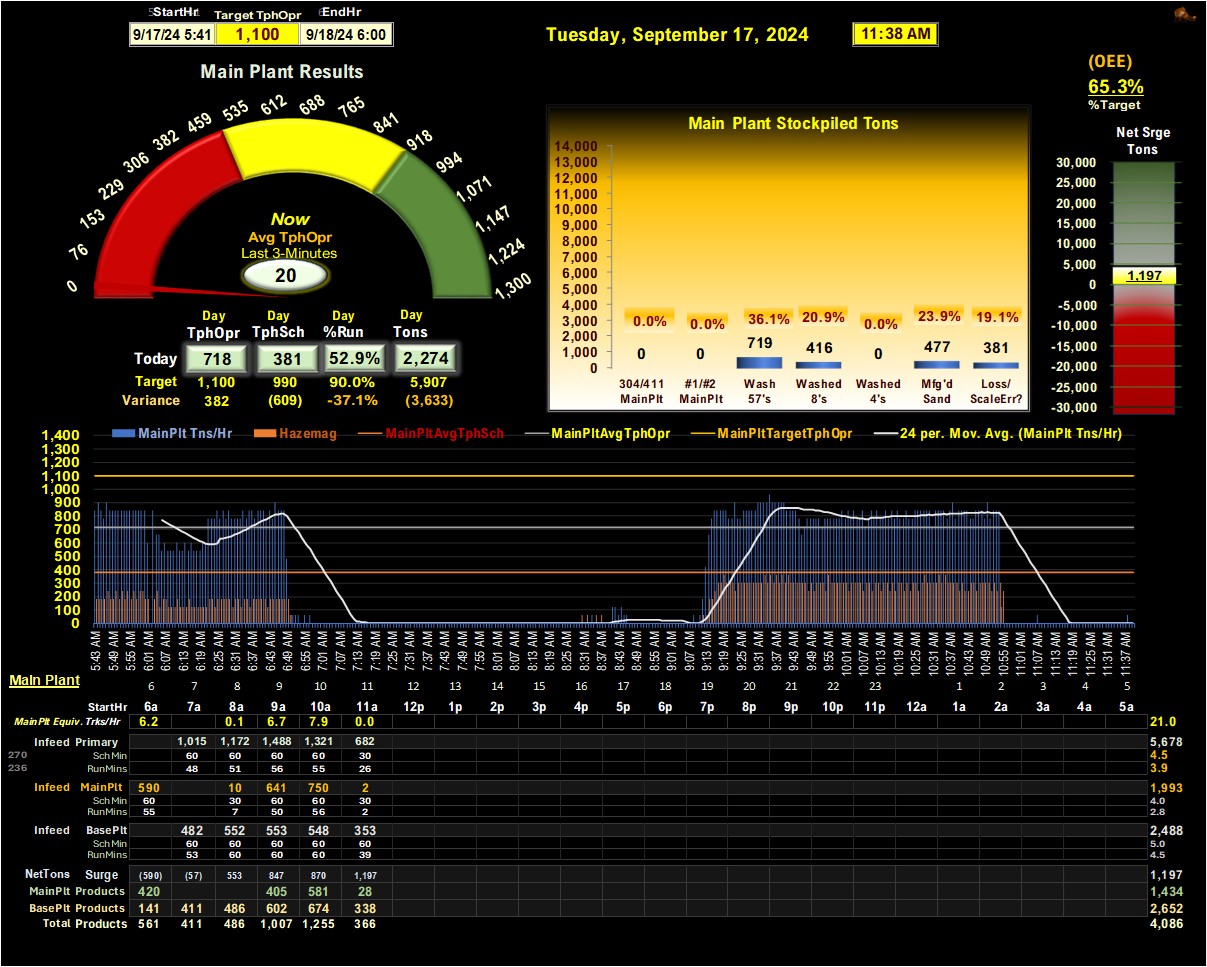 StartHr Target TphOpr EndHr
9/17/24 5:41 1,100 9/18/24 6:00
Tuesday, September 17, 2024 11:38 AM
(OEE)
65.3%
%Target
Main Plant Results
0 76 153 229 306 382 459 535 612 688 765 841 918 994 1,071 1,147 1,224 1,300
Now
Avg TphOpr
Last 3-Minutes
20
Day Day Day Day
TphOpr TphSch %Run Tons
Today 718 381 52.9% 2,274
Target 1,100 990 90.0% 5,907
Variance 382 (609) -37.1% (3,633)
Main Plant Stockpiled Tons
14,000
13,000
12,000
11,000
10,000
9,000
8,000
7,000
6,000
5,000
4,000
3,000
2,000
1,000
0
0.0% 0.0% 36.1% 20.9% 0.0% 23.9% 19.1%
0 0 719 416 0 477 381
304/411 #1/#2 Wash Washed Washed Mfg'd Loss/
MainPlt MainPlt 57's 8's 4's Sand ScaleErr?
Net Srge
Tons
30,000
25,000
20,000
15,000
10,000
5,000
1,197
0
-5,000
-10,000
-15,000
-20,000
-25,000
-30,000
MainPlt Tns/Hr Hazemag MainPltAvgTphSch MainPltAvgTphOpr MainPltTargetTphOpr 24 per. Mov. Avg. (MainPlt Tns/Hr)
1,400
1,300
1,200
1,100
1,000
900
800
700
600
500
400
300
200
100
0
5:43 AM 5:49 AM 5:55 AM 6:01 AM 6:07 AM 6:13 AM 6:19 AM 6:25 AM 6:31 AM 6:37 AM 6:43 AM 6:49 AM 6:55 AM 7:01 AM 7:07 AM 7:13 AM 7:19 AM 7:25 AM 7:31 AM 7:37 AM 7:43 AM 7:49 AM 7:55 AM 8:01 AM 8:07 AM 8:13 AM 8:19 AM 8:25 AM 8:31 AM 8:37 AM 8:43 AM 8:49 AM 8:55 AM 9:01 AM 9:07 AM 9:13 AM 9:19 AM 9:25 AM 9:31 AM 9:37 AM 9:43 AM 9:49 AM 9:55 AM 10:01 AM 10:07 AM 10:13 AM 10:19 AM 10:25 AM 10:31 AM 10:37 AM 10:43 AM 10:49 AM 10:55 AM 11:01 AM 11:07 AM 11:13 AM 11:19 AM 11:25 AM 11:31 AM 11:37 AM
Main Plant
6 7 8 9 10 11 12 13 14 15 16 17 18 19 20 21 22 23 1 2 3 4 5
StartHr 6a 7a 8a 9a 10a 11a 12p 1p 2p 3p 4p 5p 6p 7p 8p 9p 10p 11p 12a 1a 2a 3a 4a 5a
MainPlt Equiv. Trks/Hr 6.2 0.1 6.7 7.9 0.0 21.0
Infeed Primary 1,015 1,172 1,488 1,321 682 5,678
270 SchMin 60 60 60 60 30 4.5
236 RunMins 48 51 56 55 26 3.9
Infeed MainPlt 590 10 641 750 2 1,993
SchMin 60 30 60 60 30 4.0
RunMins 55 7 50 56 2 2.8
Infeed BasePlt 482 552 553 548 353 2,488
SchMin 60 60 60 60 60 5.0
RunMins 53 60 60 60 39 4.5
NetTons Surge (590) (57) 553 847 870 1,197 1,197
MainPlt Products 420 405 581 28 1,434
BasePlt Products 141 411 486 602 674 338 2,652
Total Products 561 411 486 1,007 1,255 366 4,086